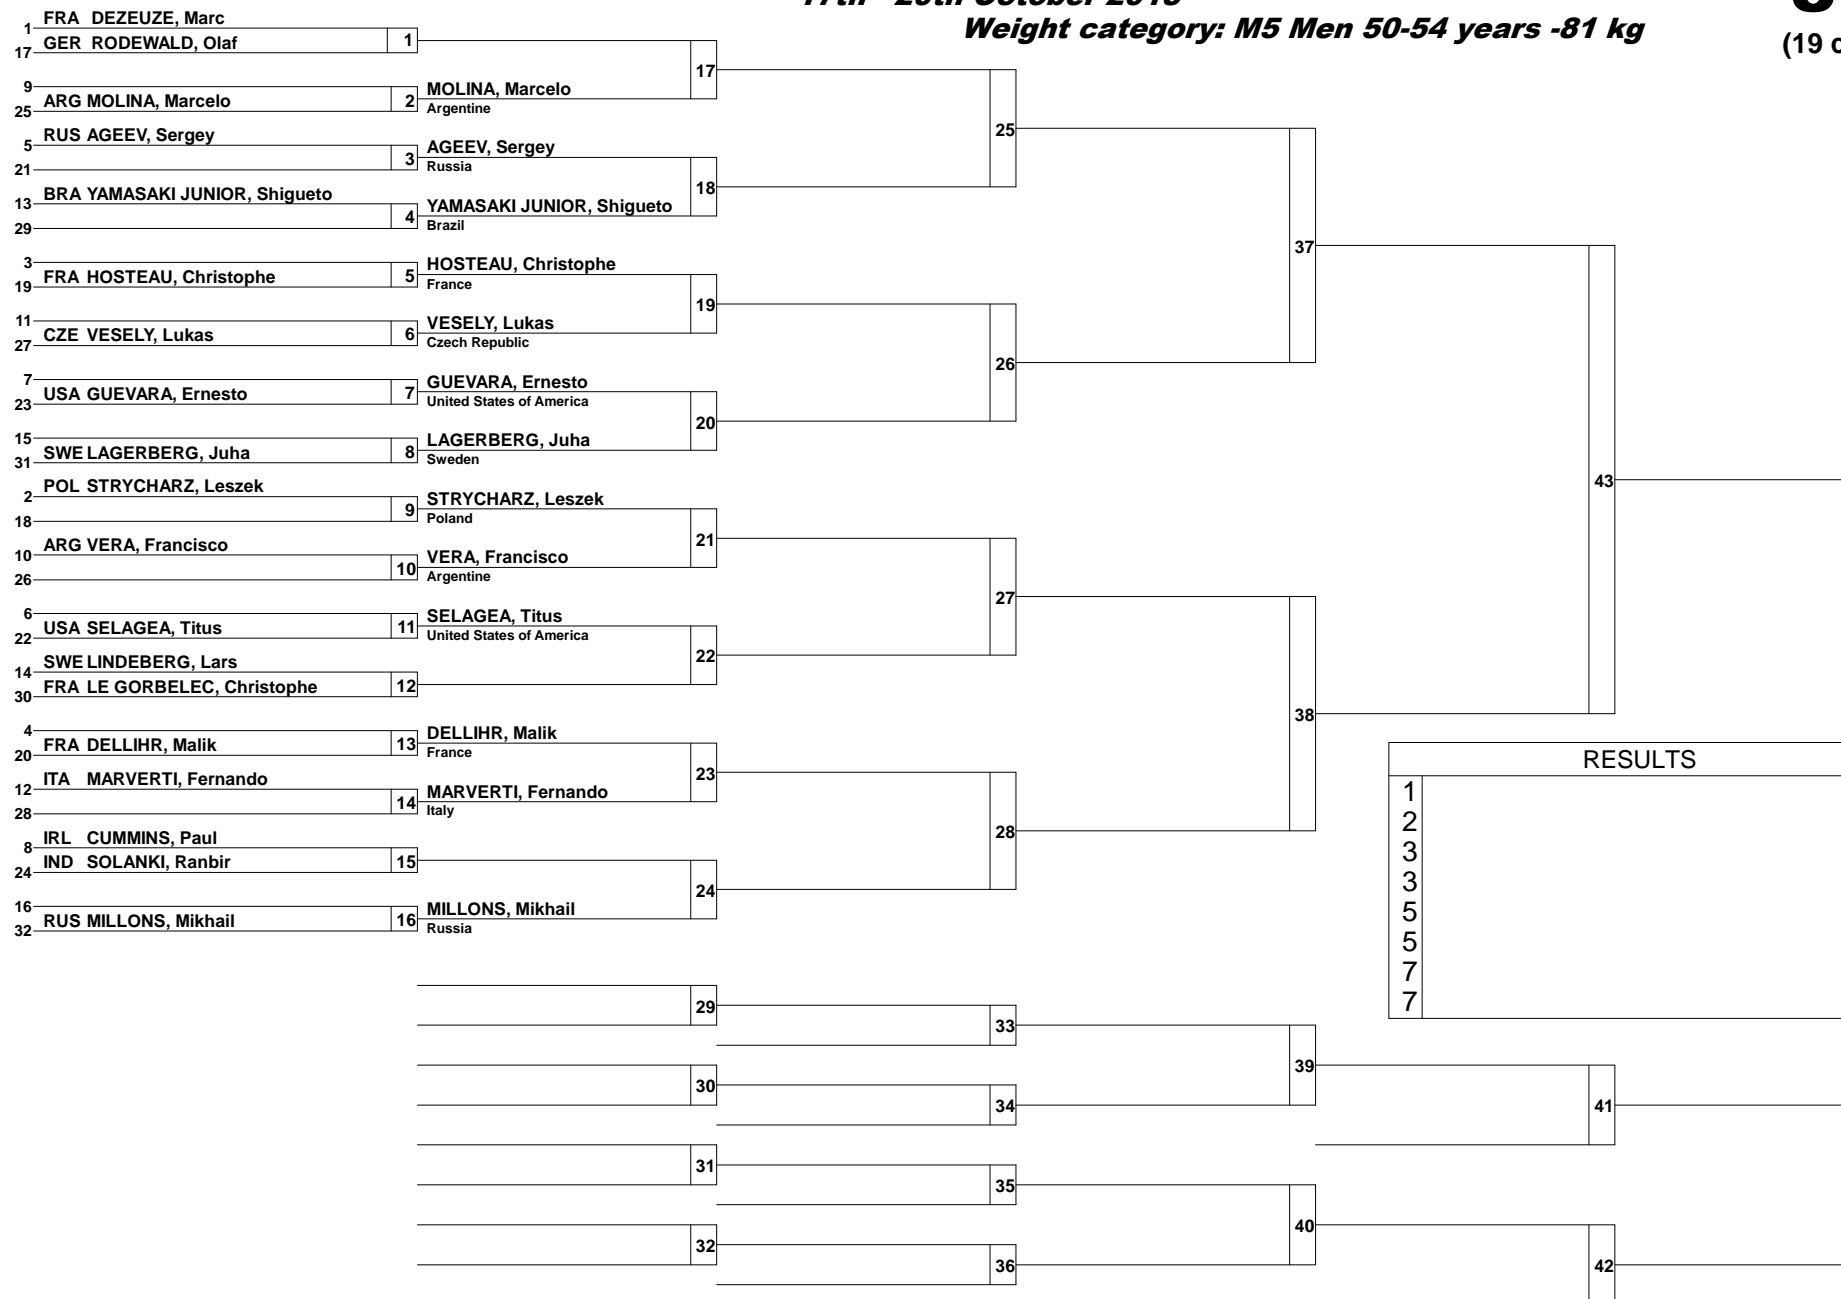 Weight category: M5 Men 50-54 years -81 kg
(19
FRA DEZEUZE, Marc
1
GER RODEWALD, Olaf
17
1
9
ARG MOLINA, Marcelo
25
2
MOLINA, Marcelo
Argentine
17
RUS AGEEV, Sergey
5
21
3
AGEEV, Sergey
Russia
BRA YAMASAKI JUNIOR, Shigueto
13
29
4
YAMASAKI JUNIOR, Shigueto
Brazil
18
25
3
FRA HOSTEAU, Christophe
19
5
HOSTEAU, Christophe
France
11
CZE VESELY, Lukas
27
6
VESELY, Lukas
Czech Republic
19
7
USA GUEVARA, Ernesto
23
7
GUEVARA, Ernesto
United States of America
15
SWE LAGERBERG, Juha
31
8
LAGERBERG, Juha
Sweden
20
26
37
POL STRYCHARZ, Leszek
2
18
9
STRYCHARZ, Leszek
Poland
ARG VERA, Francisco
10
26
10
VERA, Francisco
Argentine
21
6
USA SELAGEA, Titus
22
11
SELAGEA, Titus
United States of America
SWE LINDEBERG, Lars
14
FRA LE GORBELEC, Christophe
30
12
22
27
4
FRA DELLIHR, Malik
20
13
DELLIHR, Malik
France
ITA MARVERTI, Fernando
12
28
14
MARVERTI, Fernando
Italy
23
IRL CUMMINS, Paul
8
IND SOLANKI, Ranbir
24
15
16
RUS MILLONS, Mikhail
32
16
MILLONS, Mikhail
Russia
24
28
38
43
RESULTS
1
2
3
3
5
5
7
7
29
33
30
34
39
41
31
35
32
36
40
42